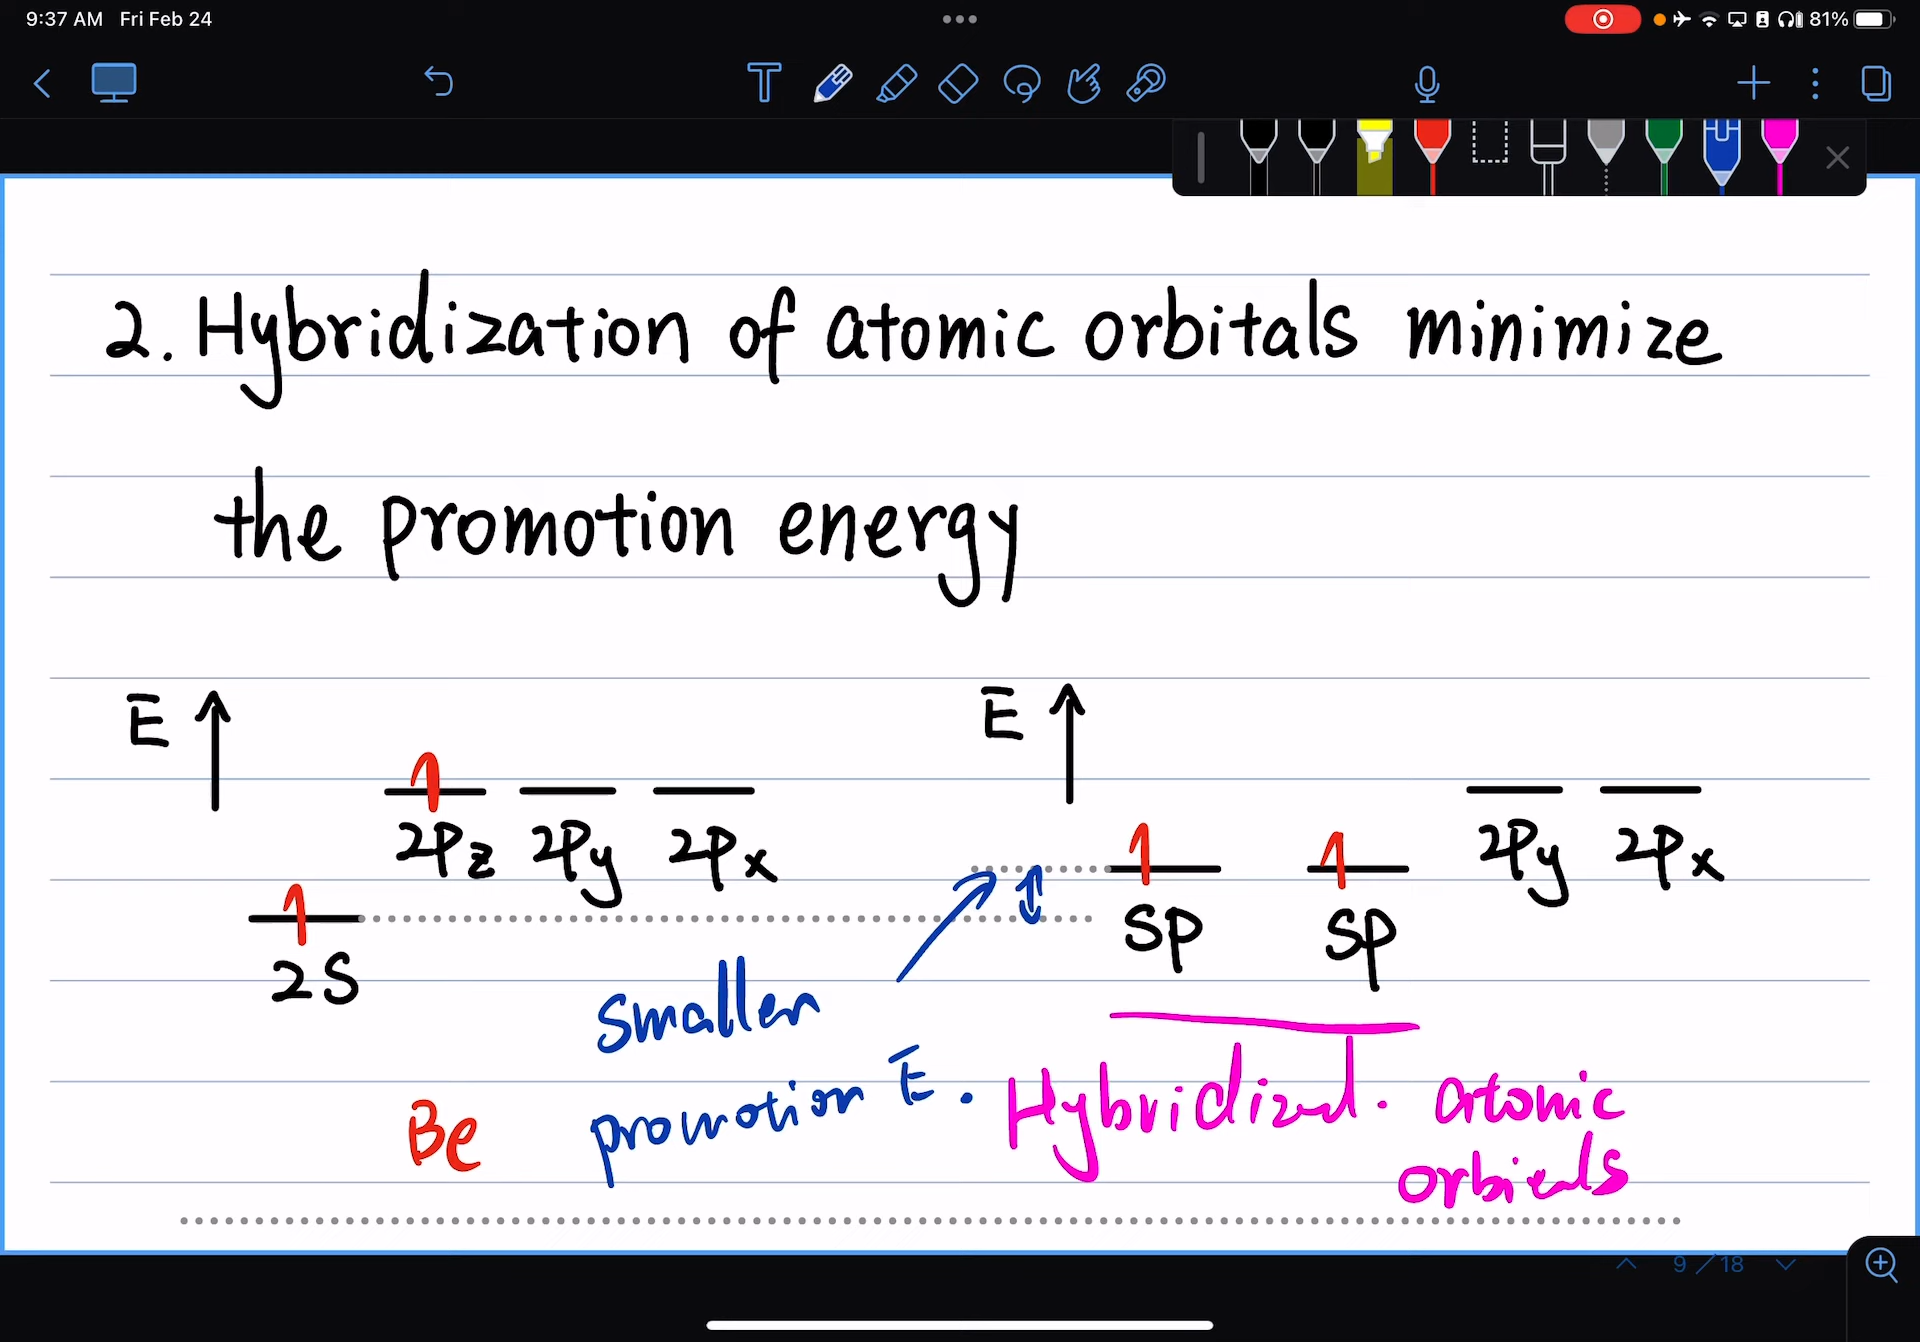 9:37 AM Fri Feb 24
81%
T
2. Hybridization of atomic orbitals minimize
the promotion energy
E E
2Pz 2Py 2Px 2Py 2Px
2S SP SP
Smaller
promotion E.
Hybridized. atomic
orbitals
Be
9 / 18